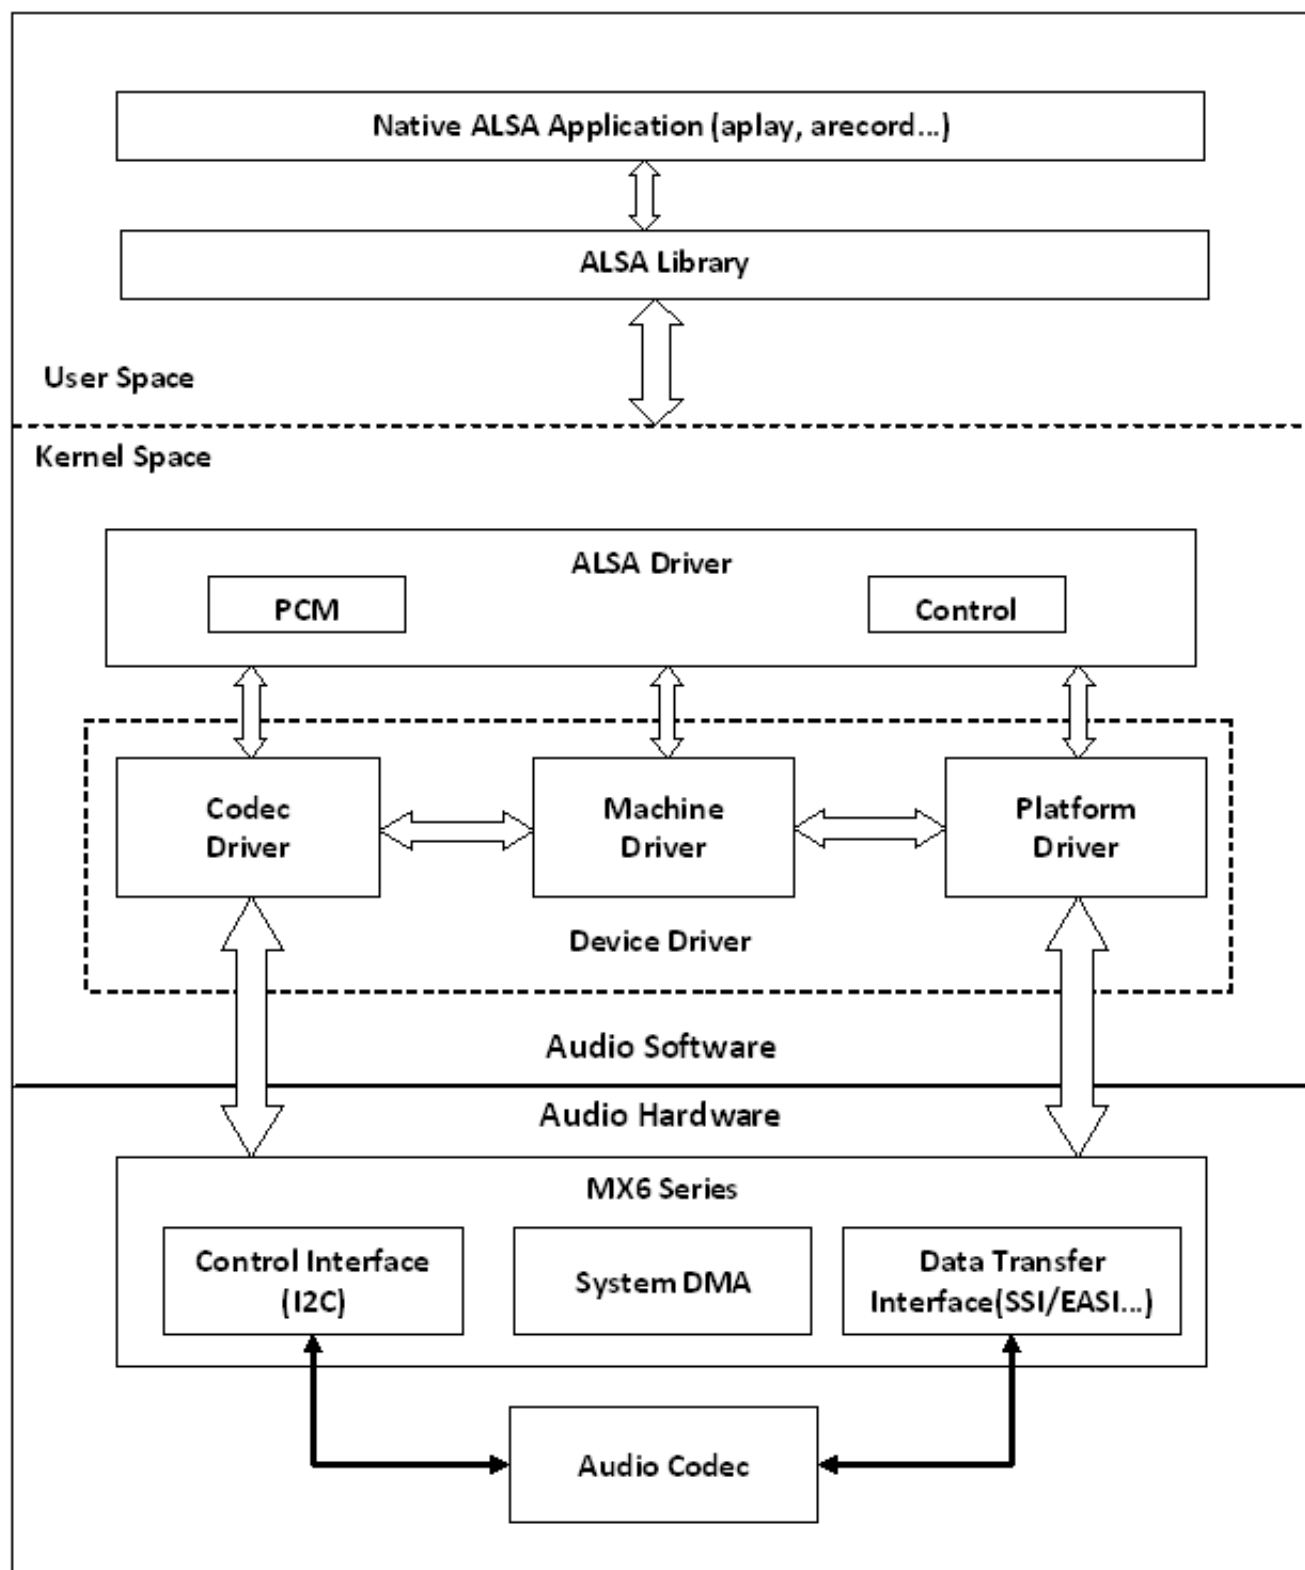 Native ALSA Application (aplay, arecord...)
ALSA Library
User Space
Kernel Space
ALSA Driver
PCM
Control
Codec
Driver
Machine
Driver
Platform
Driver
Device Driver
Audio Software
Audio Hardware
MX6 Series
Control Interface
(I2C)
System DMA
Data Transfer
Interface(SSI/EASI...)
Audio Codec